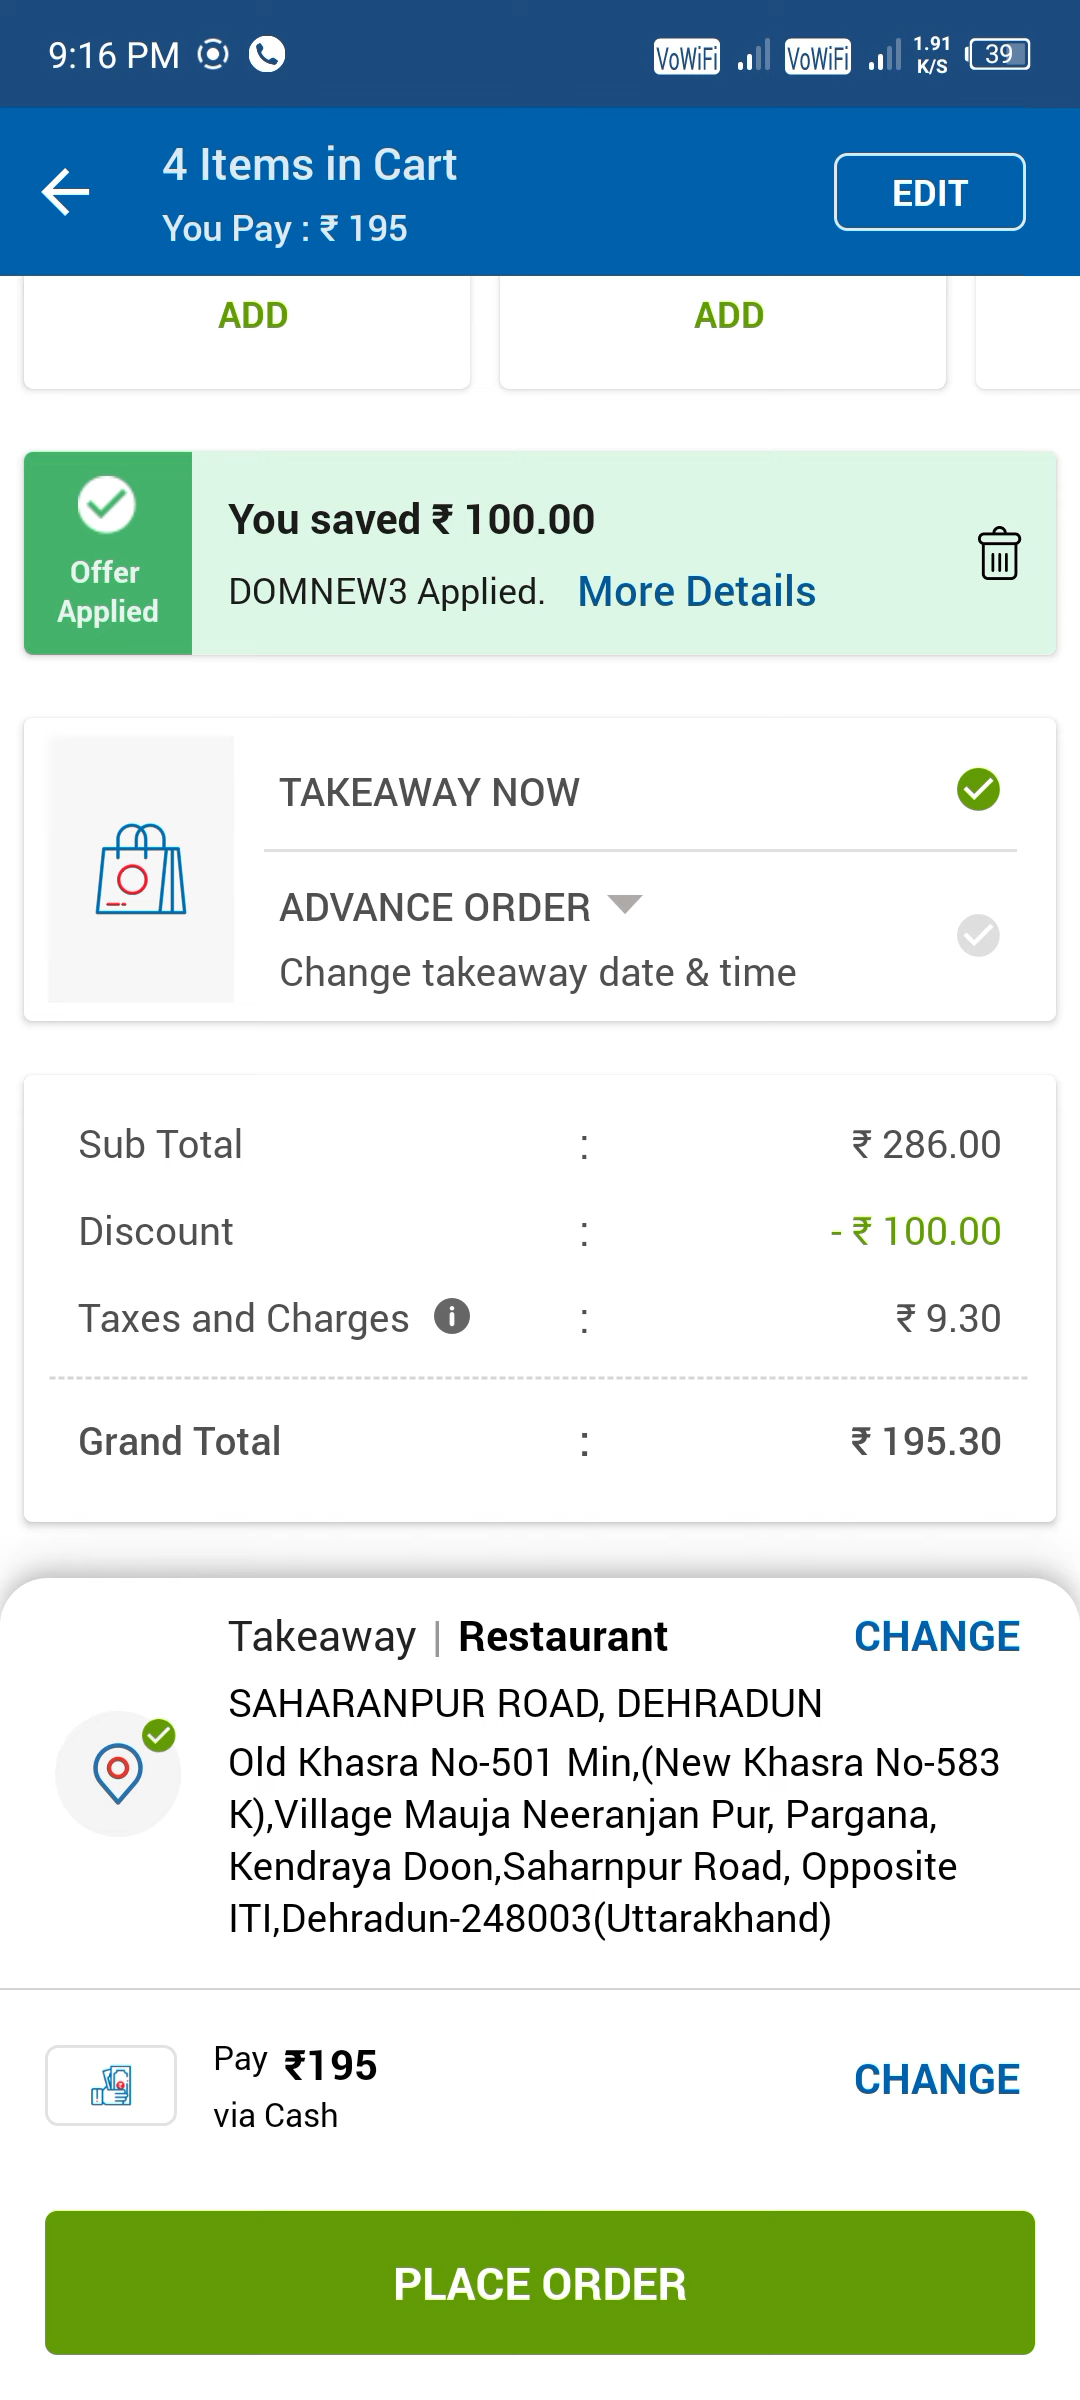 9:16 PM VoWiFi VoWiFi 1.91 K/S 39
4 Items in Cart
You Pay : ₹ 195
EDIT
ADD ADD
Offer Applied
You saved ₹ 100.00
DOMNEW3 Applied. More Details
TAKEAWAY NOW
ADVANCE ORDER
Change takeaway date & time
Sub Total : ₹ 286.00
Discount : - ₹ 100.00
Taxes and Charges : ₹ 9.30
Grand Total : ₹ 195.30
Takeaway | Restaurant CHANGE
SAHARANPUR ROAD, DEHRADUN
Old Khasra No-501 Min,(New Khasra No-583
K),Village Mauja Neeranjan Pur, Pargana,
Kendraya Doon,Saharnpur Road, Opposite
ITI,Dehradun-248003(Uttarakhand)
Pay ₹195 CHANGE
via Cash
PLACE ORDER